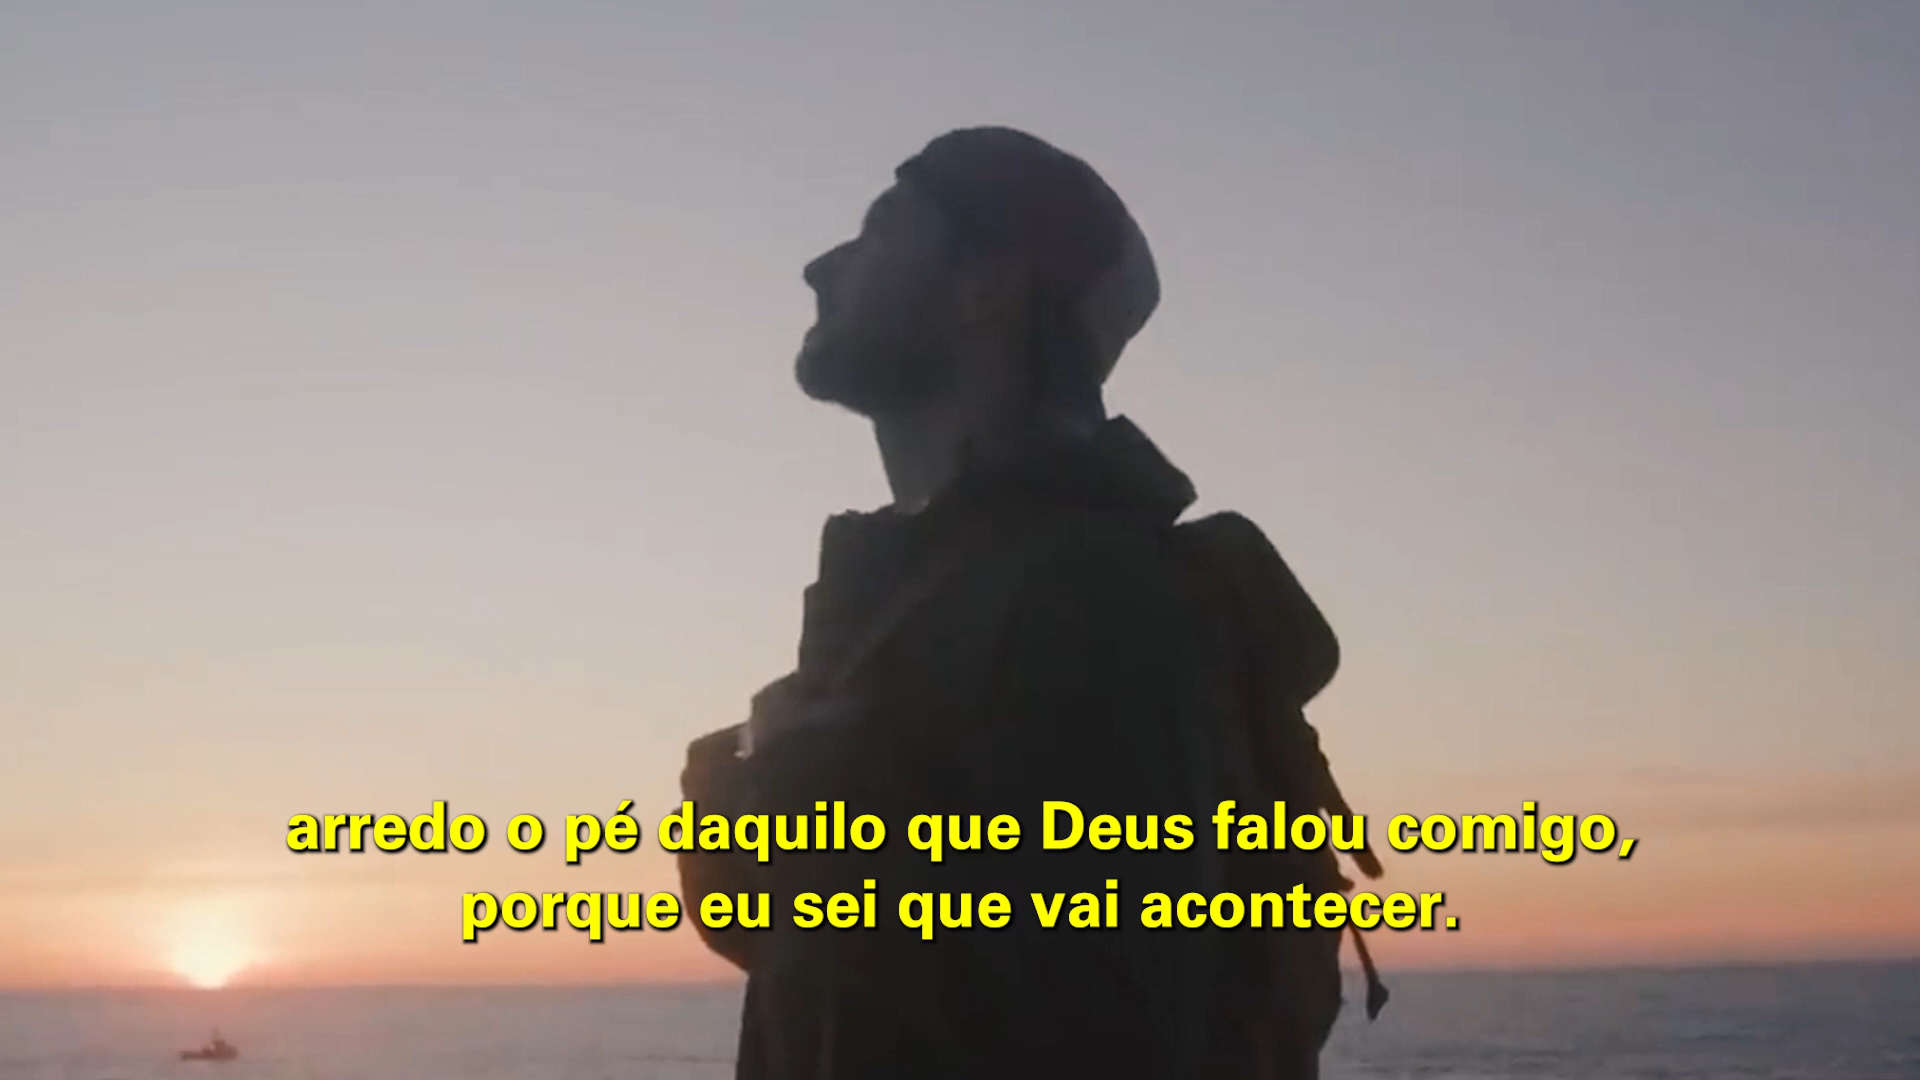 arredo o pé daquilo que Deus falou comigo,
porque eu sei que vai acontecer.